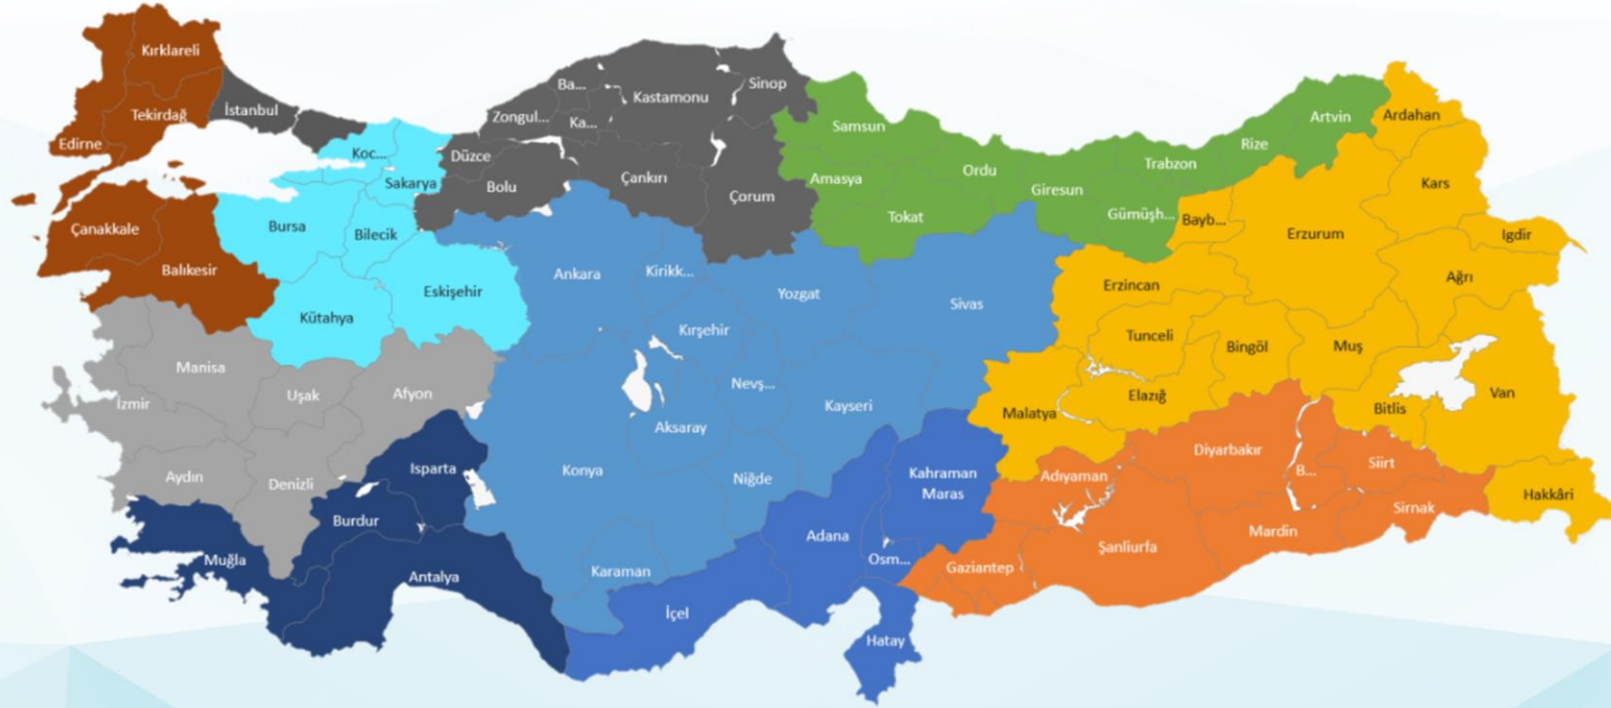 Kırklareli
Tekirdağ
Edirne
İstanbul
Çanakkale
Balıkesir
Koc...
Sakarya
Bursa
Bilecik
Eskişehir
Kütahya
Ba...
Zongul...
Ka...
Kastamonu
Sinop
Düzce
Bolu
Çankırı
Çorum
Samsun
Amasya
Tokat
Ordu
Giresun
Trabzon
Gümüşh...
Rize
Artvin
Ardahan
Kars
Bayb...
Erzurum
Igdir
Ağrı
Erzincan
Tunceli
Bingöl
Muş
Elazığ
Malatya
Bitlis
Van
Hakkâri
Ankara
Kirikk...
Yozgat
Sivas
Kırşehir
Nevş...
Kayseri
Aksaray
Konya
Niğde
Karaman
Manisa
İzmir
Uşak
Afyon
Aydın
Denizli
Isparta
Burdur
Muğla
Antalya
Kahraman
Maras
Adana
Osm...
İçel
Hatay
Adıyaman
Diyarbakır
B...
Siirt
Sirnak
Mardin
Şanliurfa
Gaziantep